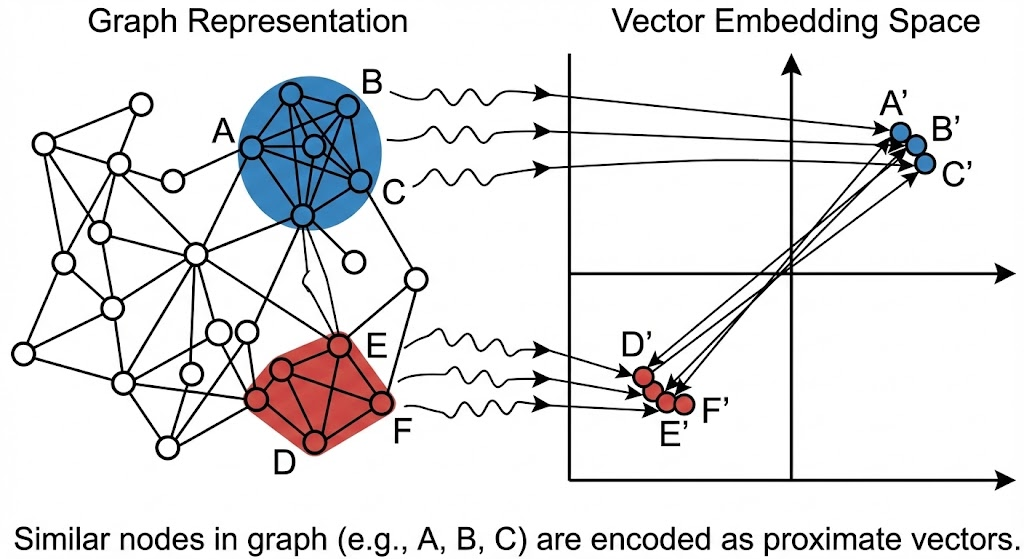 Graph Representation
Vector Embedding Space
B
A
C
A’
B’
C’
E
F
D
D’
F’
E’
Similar nodes in graph (e.g., A, B, C) are encoded as proximate vectors.